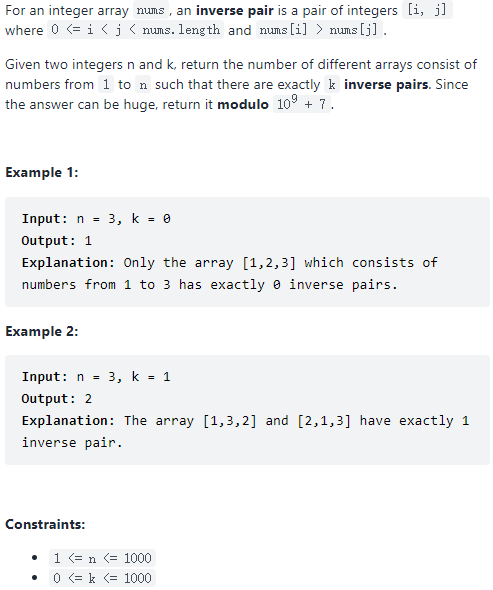 For an integer array nums , an inverse pair is a pair of integers [i, j]
where 0 <= i < j < nums.length and nums[i] > nums[j] .
Given two integers n and k, return the number of different arrays consist of
numbers from 1 to n such that there are exactly k inverse pairs. Since
the answer can be huge, return it modulo 10⁹ + 7 .
Example 1:
Input: n = 3, k = 0
Output: 1
Explanation: Only the array [1,2,3] which consists of
numbers from 1 to 3 has exactly 0 inverse pairs.
Example 2:
Input: n = 3, k = 1
Output: 2
Explanation: The array [1,3,2] and [2,1,3] have exactly 1
inverse pair.
Constraints:
• 1 <= n <= 1000
• 0 <= k <= 1000